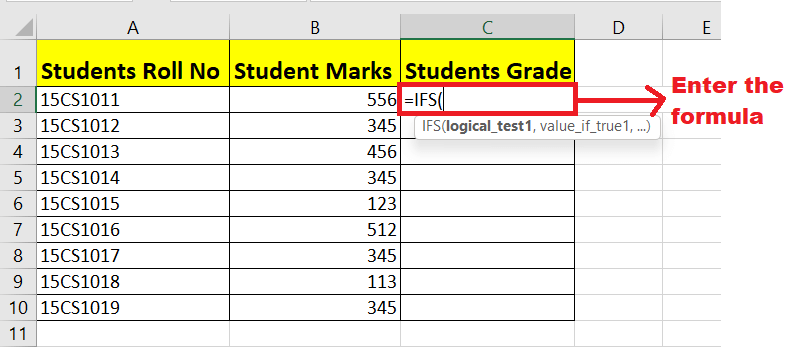 A B C D E
1 Students Roll No Student Marks Students Grade
2 15CS1011 556 =IFS( Enter the
formula
3 15CS1012 345 IFS(logical_test1, value_if_true1, ...)
4 15CS1013 456
5 15CS1014 345
6 15CS1015 123
7 15CS1016 512
8 15CS1017 345
9 15CS1018 113
10 15CS1019 345
11